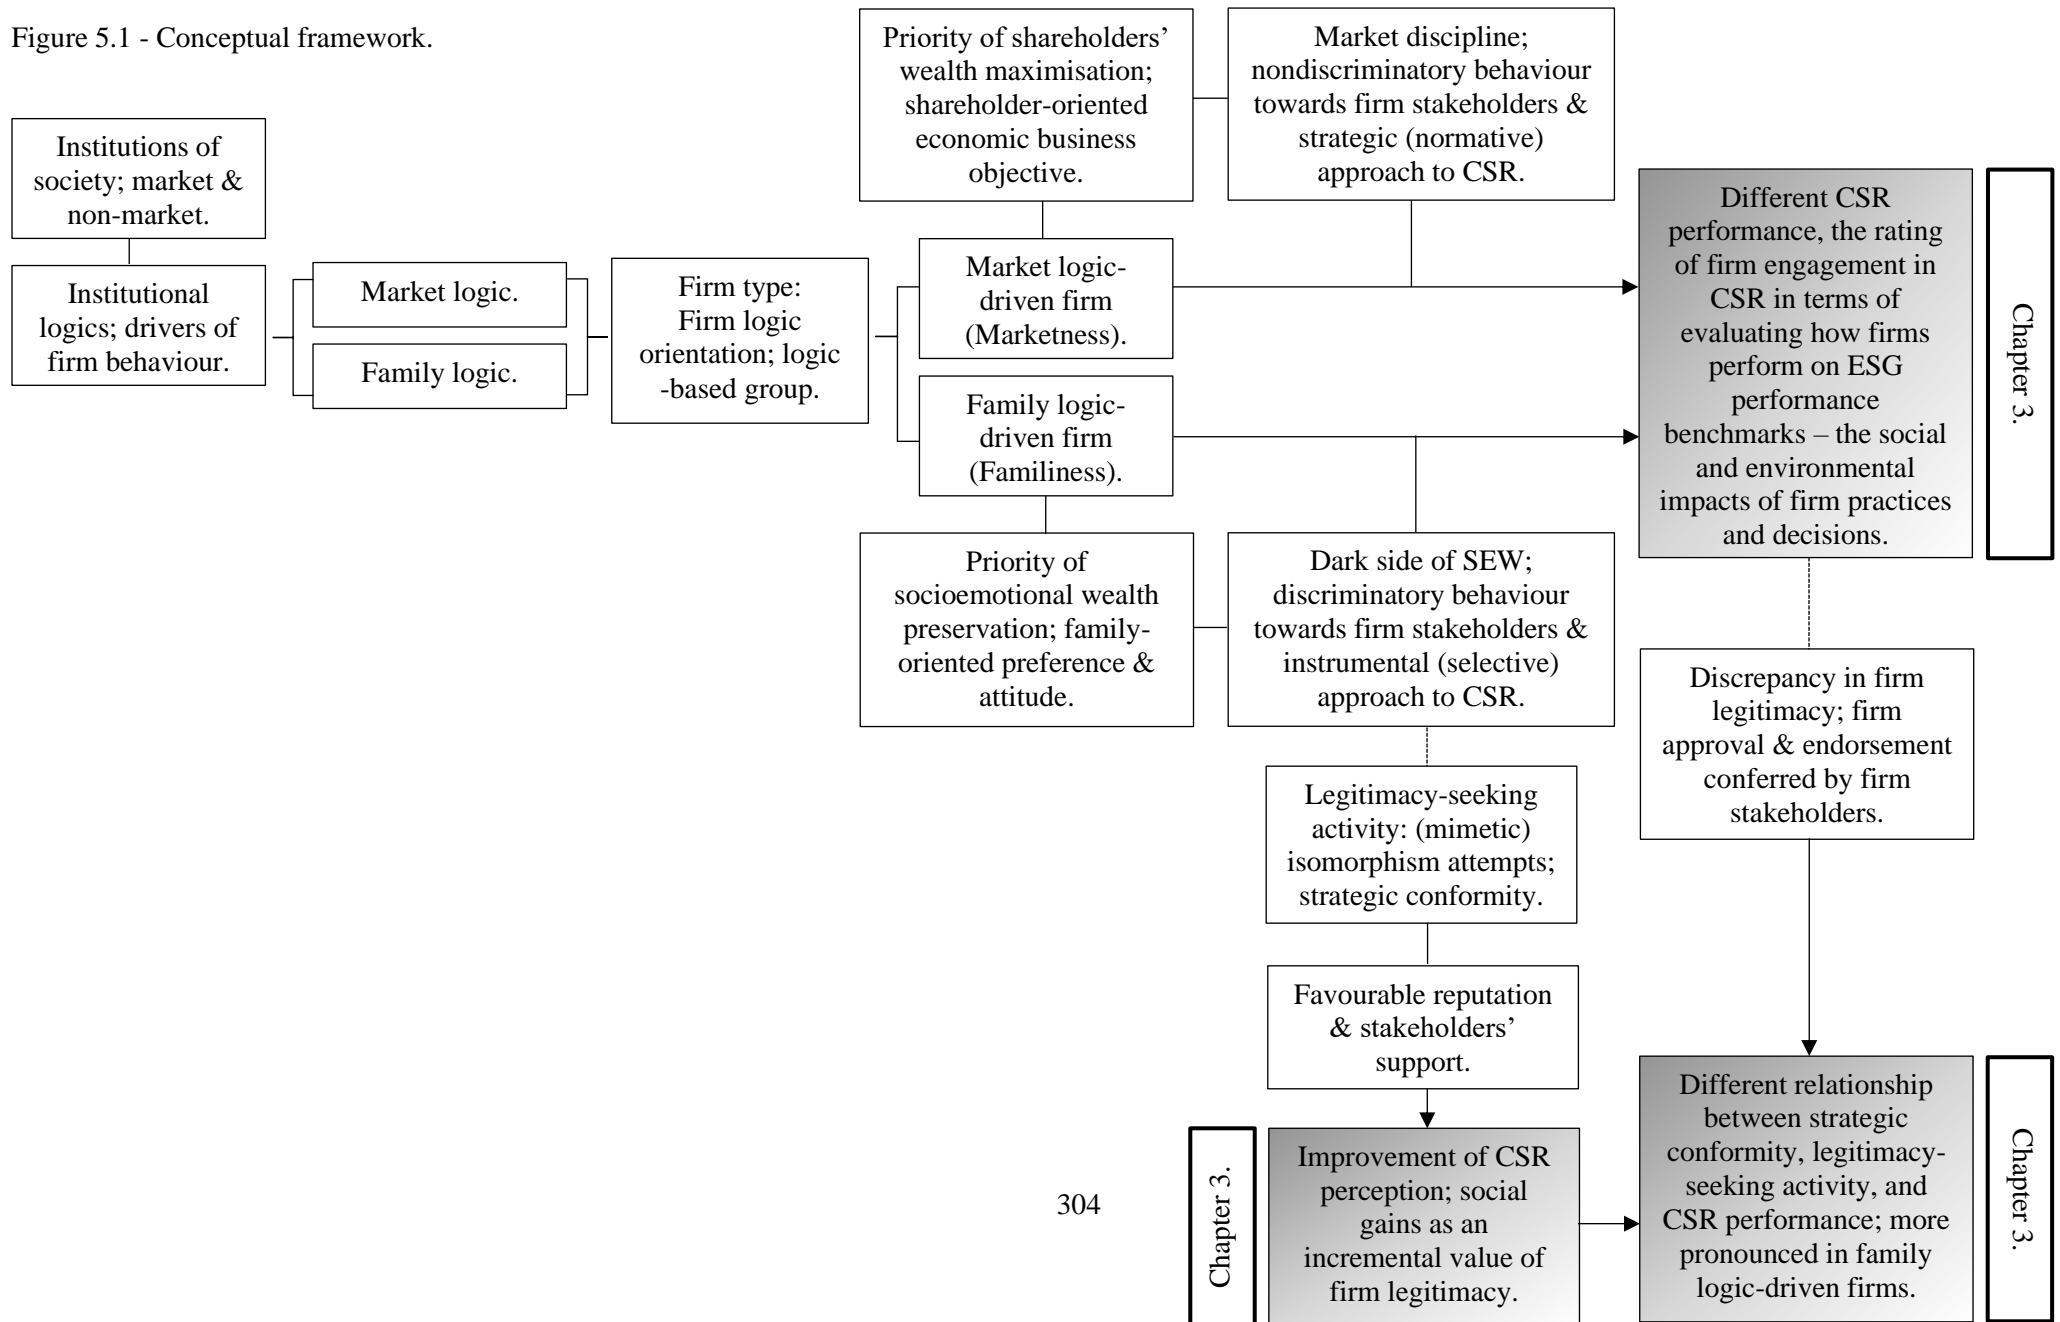 Figure 5.1 - Conceptual framework.
Institutions of
society; market &
non-market.
Institutional
logics; drivers of
firm behaviour.
Market logic.
Family logic.
Firm type:
Firm logic
orientation; logic
-based group.
Priority of shareholders’
wealth maximisation;
shareholder-oriented
economic business
objective.
Market logic-
driven firm
(Marketness).
Family logic-
driven firm
(Familiness).
Priority of
socioemotional wealth
preservation; family-
oriented preference &
attitude.
Market discipline;
nondiscriminatory behaviour
towards firm stakeholders &
strategic (normative)
approach to CSR.
Dark side of SEW;
discriminatory behaviour
towards firm stakeholders &
instrumental (selective)
approach to CSR.
Legitimacy-seeking
activity: (mimetic)
isomorphism attempts;
strategic conformity.
Favourable reputation
& stakeholders’
support.
Chapter 3.
Improvement of CSR
perception; social
gains as an
incremental value of
firm legitimacy.
Different CSR
performance, the rating
of firm engagement in
CSR in terms of
evaluating how firms
perform on ESG
performance
benchmarks – the social
and environmental
impacts of firm practices
and decisions.
Chapter 3.
Discrepancy in firm
legitimacy; firm
approval & endorsement
conferred by firm
stakeholders.
Different relationship
between strategic
conformity, legitimacy-
seeking activity, and
CSR performance; more
pronounced in family
logic-driven firms.
Chapter 3.
304